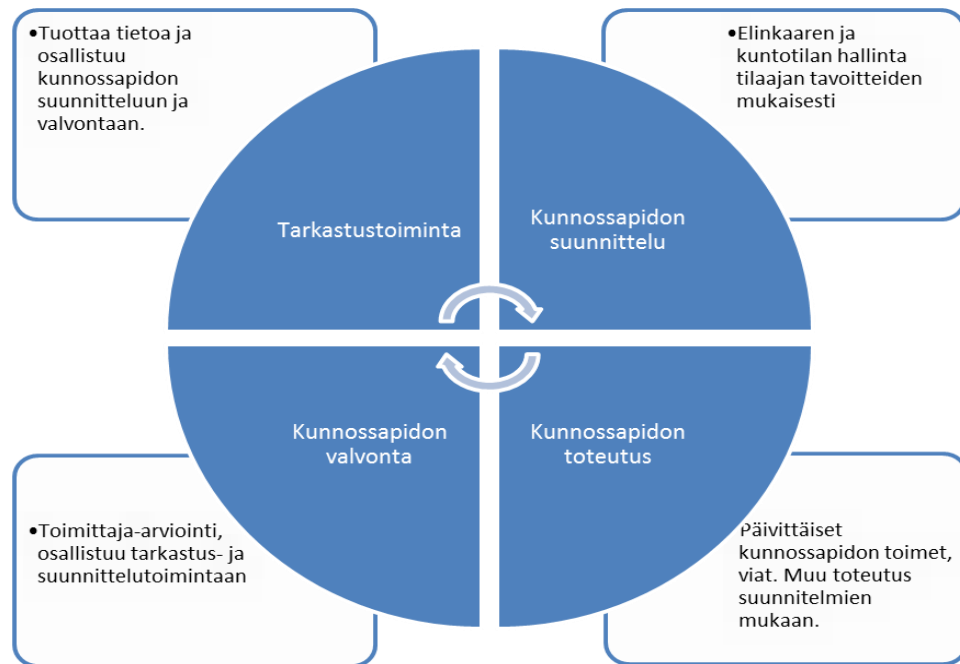 •Tuottaa tietoa ja
osallistuu
kunnossapidon
suunnitteluun ja
valvontaan.
•Elinkaaren ja
kuntotilan hallinta
tilaajan tavoitteiden
mukaisesti
Tarkastustoiminta
Kunnossapidon
suunnittelu
Kunnossapidon
valvonta
Kunnossapidon
toteutus
•Toimittaja-arviointi,
osallistuu tarkastus- ja
suunnittelutoimintaan
Päivittäiset
kunnossapidon toimet,
viat. Muu toteutus
suunnitelmien
mukaan.